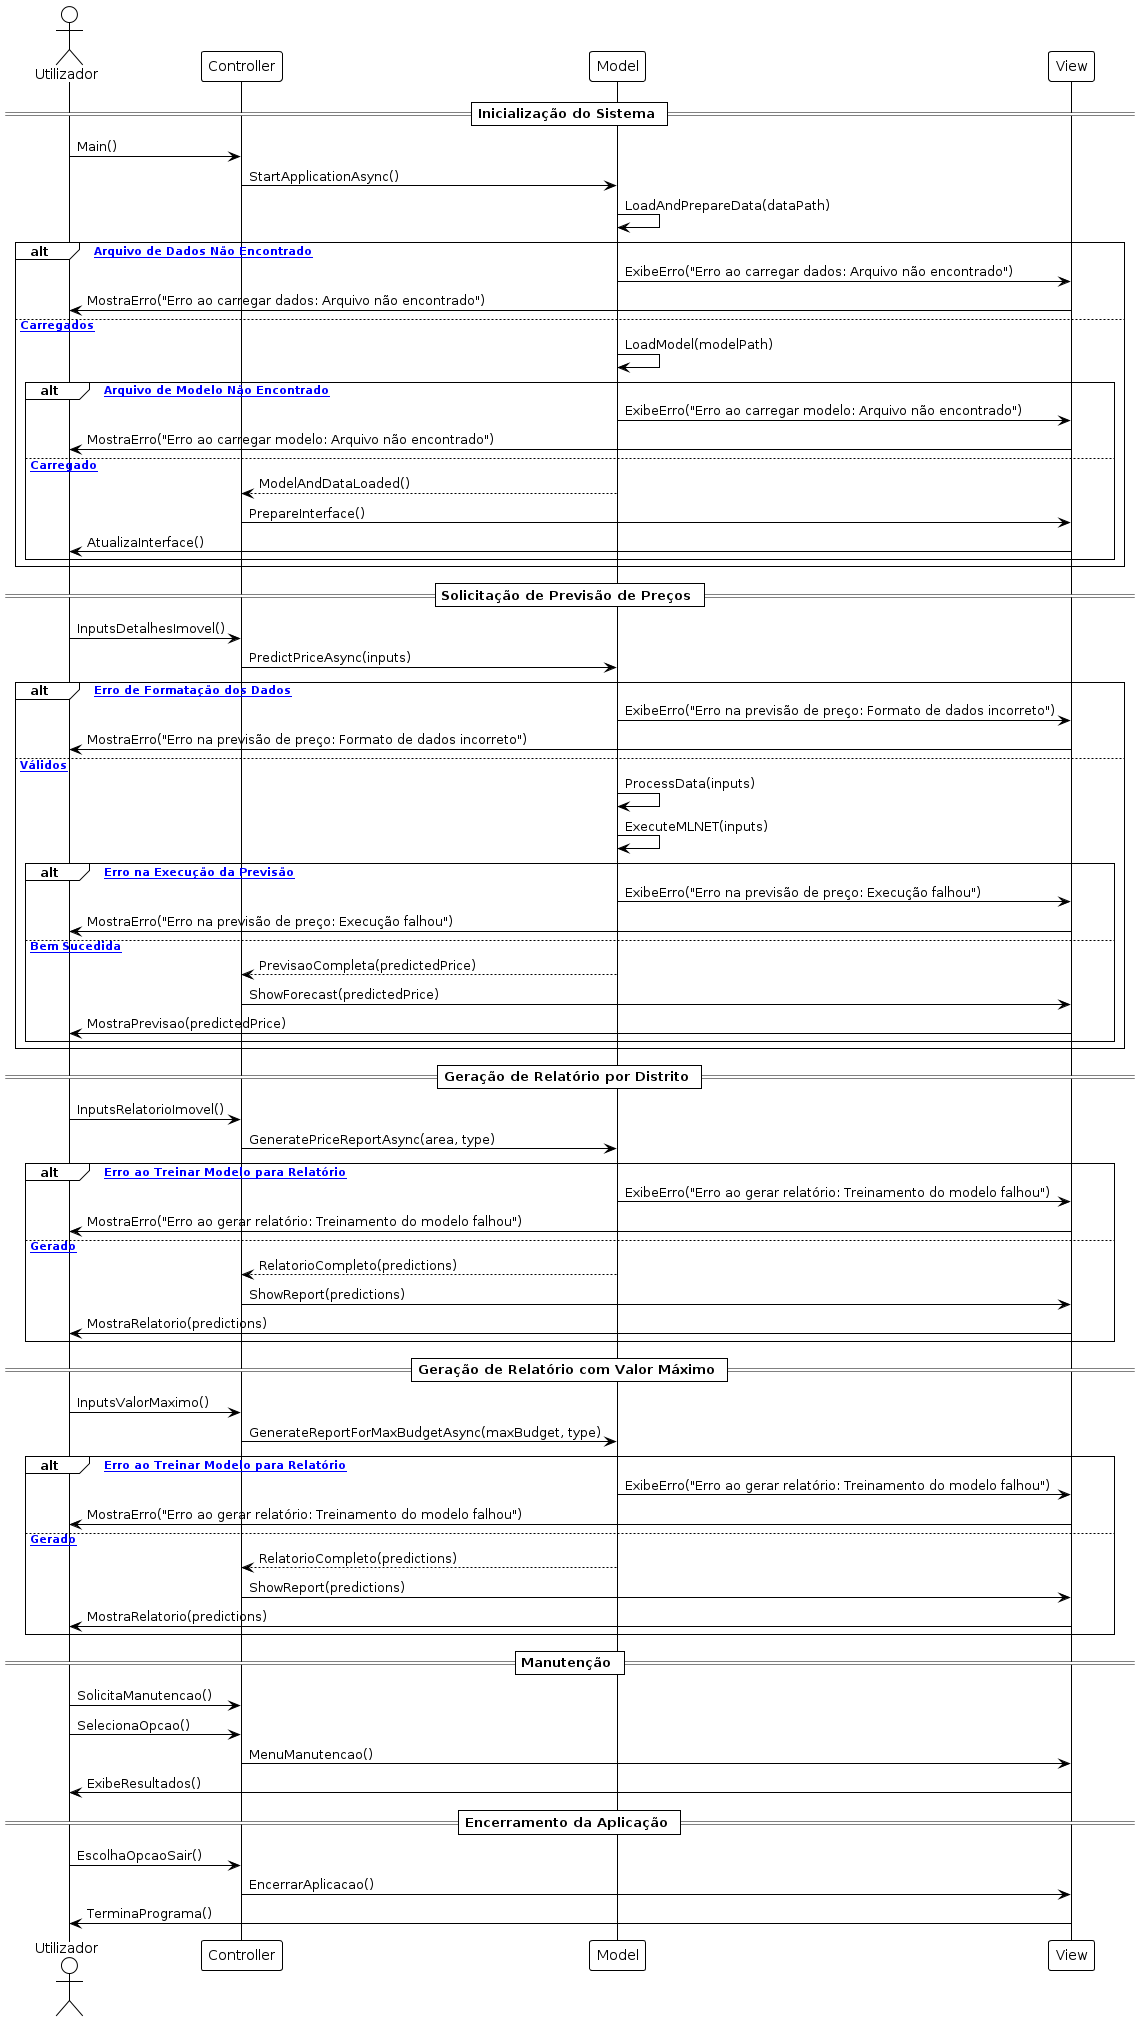 Utilizador
Controller
Model
View
Inicialização do Sistema
Main()
StartApplicationAsync()
LoadAndPrepareData(dataPath)
alt
Arquivo de Dados Não Encontrado
ExibeErro("Erro ao carregar dados: Arquivo não encontrado")
MostraErro("Erro ao carregar dados: Arquivo não encontrado")
Carregados
LoadModel(modelPath)
alt
Arquivo de Modelo Não Encontrado
ExibeErro("Erro ao carregar modelo: Arquivo não encontrado")
MostraErro("Erro ao carregar modelo: Arquivo não encontrado")
Carregado
ModelAndDataLoaded()
PrepareInterface()
AtualizaInterface()
Solicitação de Previsão de Preços
InputsDetalhesImovel()
PredictPriceAsync(inputs)
alt
Erro de Formatação dos Dados
ExibeErro("Erro na previsão de preço: Formato de dados incorreto")
MostraErro("Erro na previsão de preço: Formato de dados incorreto")
Válidos
ProcessData(inputs)
ExecuteMLNET(inputs)
alt
Erro na Execução da Previsão
ExibeErro("Erro na previsão de preço: Execução falhou")
MostraErro("Erro na previsão de preço: Execução falhou")
Bem Sucedida
PrevisaoCompleta(predictedPrice)
ShowForecast(predictedPrice)
MostraPrevisao(predictedPrice)
Geração de Relatório por Distrito
InputsRelatorioImovel()
GeneratePriceReportAsync(area, type)
alt
Erro ao Treinar Modelo para Relatório
ExibeErro("Erro ao gerar relatório: Treinamento do modelo falhou")
MostraErro("Erro ao gerar relatório: Treinamento do modelo falhou")
Gerado
RelatorioCompleto(predictions)
ShowReport(predictions)
MostraRelatorio(predictions)
Geração de Relatório com Valor Máximo
InputsValorMaximo()
GenerateReportForMaxBudgetAsync(maxBudget, type)
alt
Erro ao Treinar Modelo para Relatório
ExibeErro("Erro ao gerar relatório: Treinamento do modelo falhou")
MostraErro("Erro ao gerar relatório: Treinamento do modelo falhou")
Gerado
RelatorioCompleto(predictions)
ShowReport(predictions)
MostraRelatorio(predictions)
Manutenção
SolicitaManutencao()
SelecionaOpcao()
MenuManutencao()
ExibeResultados()
Encerramento da Aplicação
EscolhaOpcaoSair()
EncerrarAplicacao()
TerminaPrograma()
Utilizador
Controller
Model
View